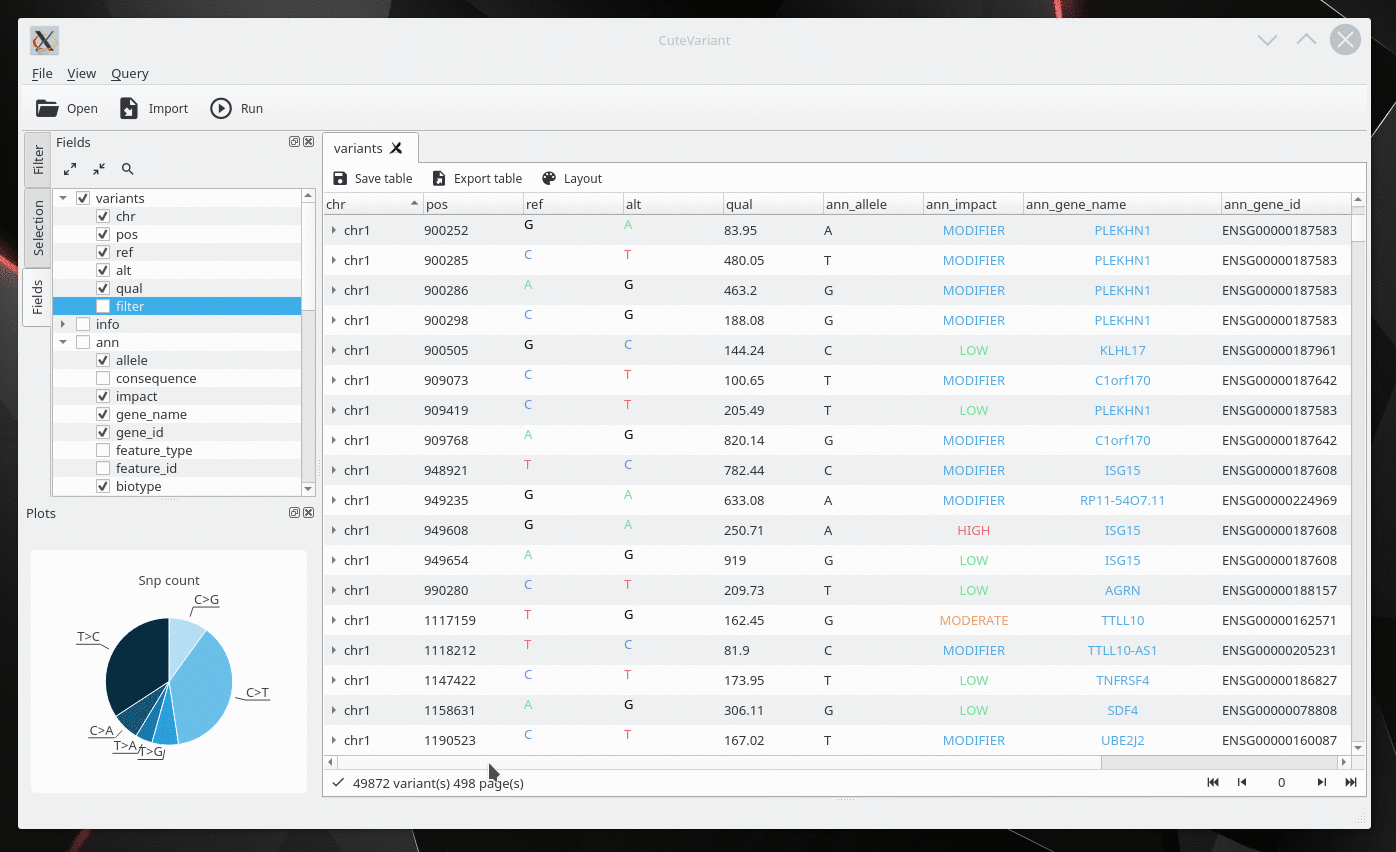 CuteVariant
File View Query
Open Import Run
Filter
Selection
Fields
Fields
variants
chr
pos
ref
alt
qual
filter
info
ann
allele
consequence
impact
gene_name
gene_id
feature_type
feature_id
biotype
Plots
Snp count
C>G
T>C
C>T
C>A
T>A
T>G
variants
Save table Export table Layout
chr pos ref alt qual ann_allele ann_impact ann_gene_name ann_gene_id
chr1 900252 G A 83.95 A MODIFIER PLEKHN1 ENSG00000187583
chr1 900285 C T 480.05 T MODIFIER PLEKHN1 ENSG00000187583
chr1 900286 A G 463.2 G MODIFIER PLEKHN1 ENSG00000187583
chr1 900298 C G 188.08 G MODIFIER PLEKHN1 ENSG00000187583
chr1 900505 G C 144.24 C LOW KLHL17 ENSG00000187961
chr1 909073 C T 100.65 T MODIFIER C1orf170 ENSG00000187642
chr1 909419 C T 205.49 T LOW PLEKHN1 ENSG00000187583
chr1 909768 A G 820.14 G MODIFIER C1orf170 ENSG00000187642
chr1 948921 T C 782.44 C MODIFIER ISG15 ENSG00000187608
chr1 949235 G A 633.08 A MODIFIER RP11-54O7.11 ENSG00000224969
chr1 949608 G A 250.71 A HIGH ISG15 ENSG00000187608
chr1 949654 A G 919 G LOW ISG15 ENSG00000187608
chr1 990280 C T 209.73 T LOW AGRN ENSG00000188157
chr1 1117159 T G 162.45 G MODERATE TTLL10 ENSG00000162571
chr1 1118212 T C 81.9 C MODIFIER TTLL10-AS1 ENSG00000205231
chr1 1147422 C T 173.95 T LOW TNFRSF4 ENSG00000186827
chr1 1158631 A G 306.11 G LOW SDF4 ENSG00000078808
chr1 1190523 C T 167.02 T MODIFIER UBE2J2 ENSG00000160087
49872 variant(s) 498 page(s) 0